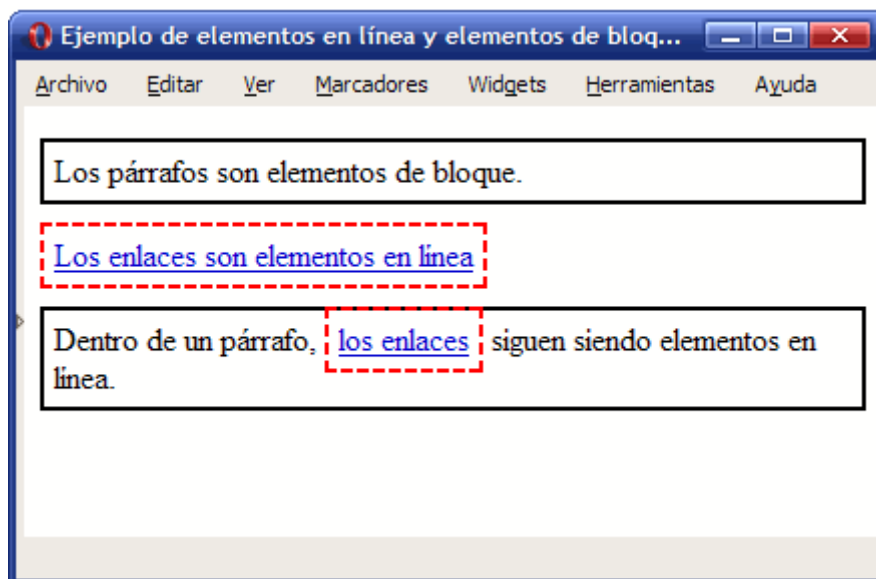 Ejemplo de elementos en línea y elementos de bloq...
Archivo Editar Ver Marcadores Widgets Herramientas Ayuda
Los párrafos son elementos de bloque.
Los enlaces son elementos en línea
Dentro de un párrafo, los enlaces siguen siendo elementos en
línea.